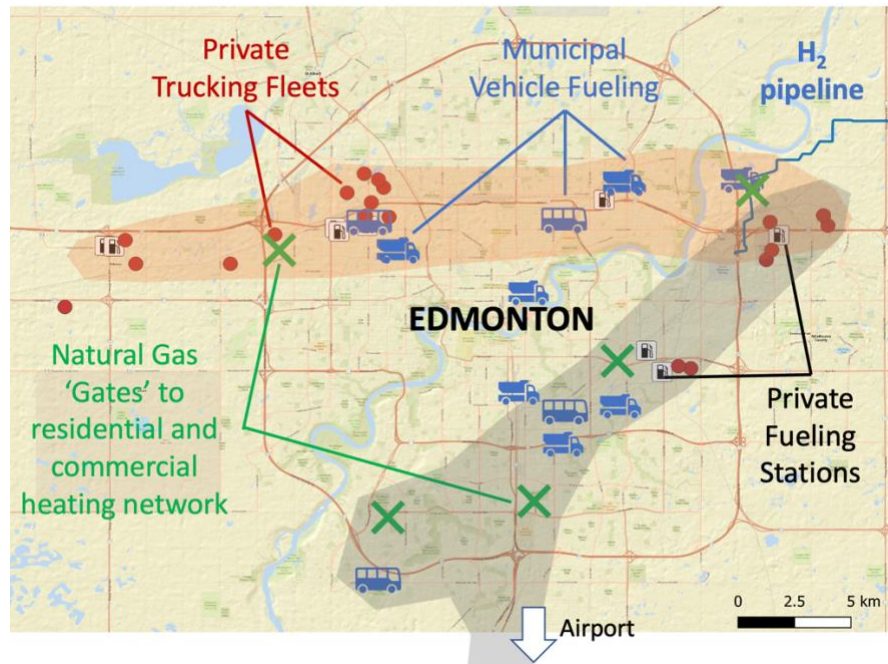 Private
Trucking Fleets
Municipal
Vehicle Fueling
H₂
pipeline
EDMONTON
Natural Gas
‘Gates’ to
residential and
commercial
heating network
Private
Fueling
Stations
0 2.5 5 km
Airport